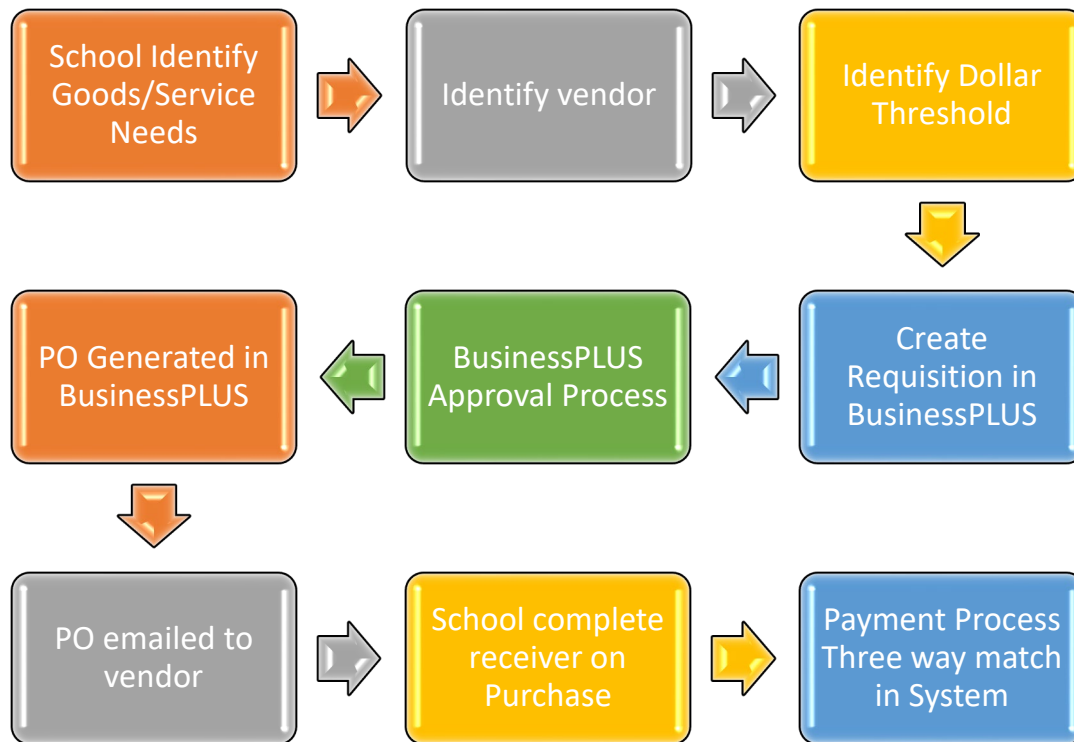 School Identify
Goods/Service
Needs
Identify vendor
Identify Dollar
Threshold
Create
Requisition in
BusinessPLUS
BusinessPLUS
Approval Process
PO Generated in
BusinessPLUS
PO emailed to
vendor
School complete
receiver on
Purchase
Payment Process
Three way match
in System